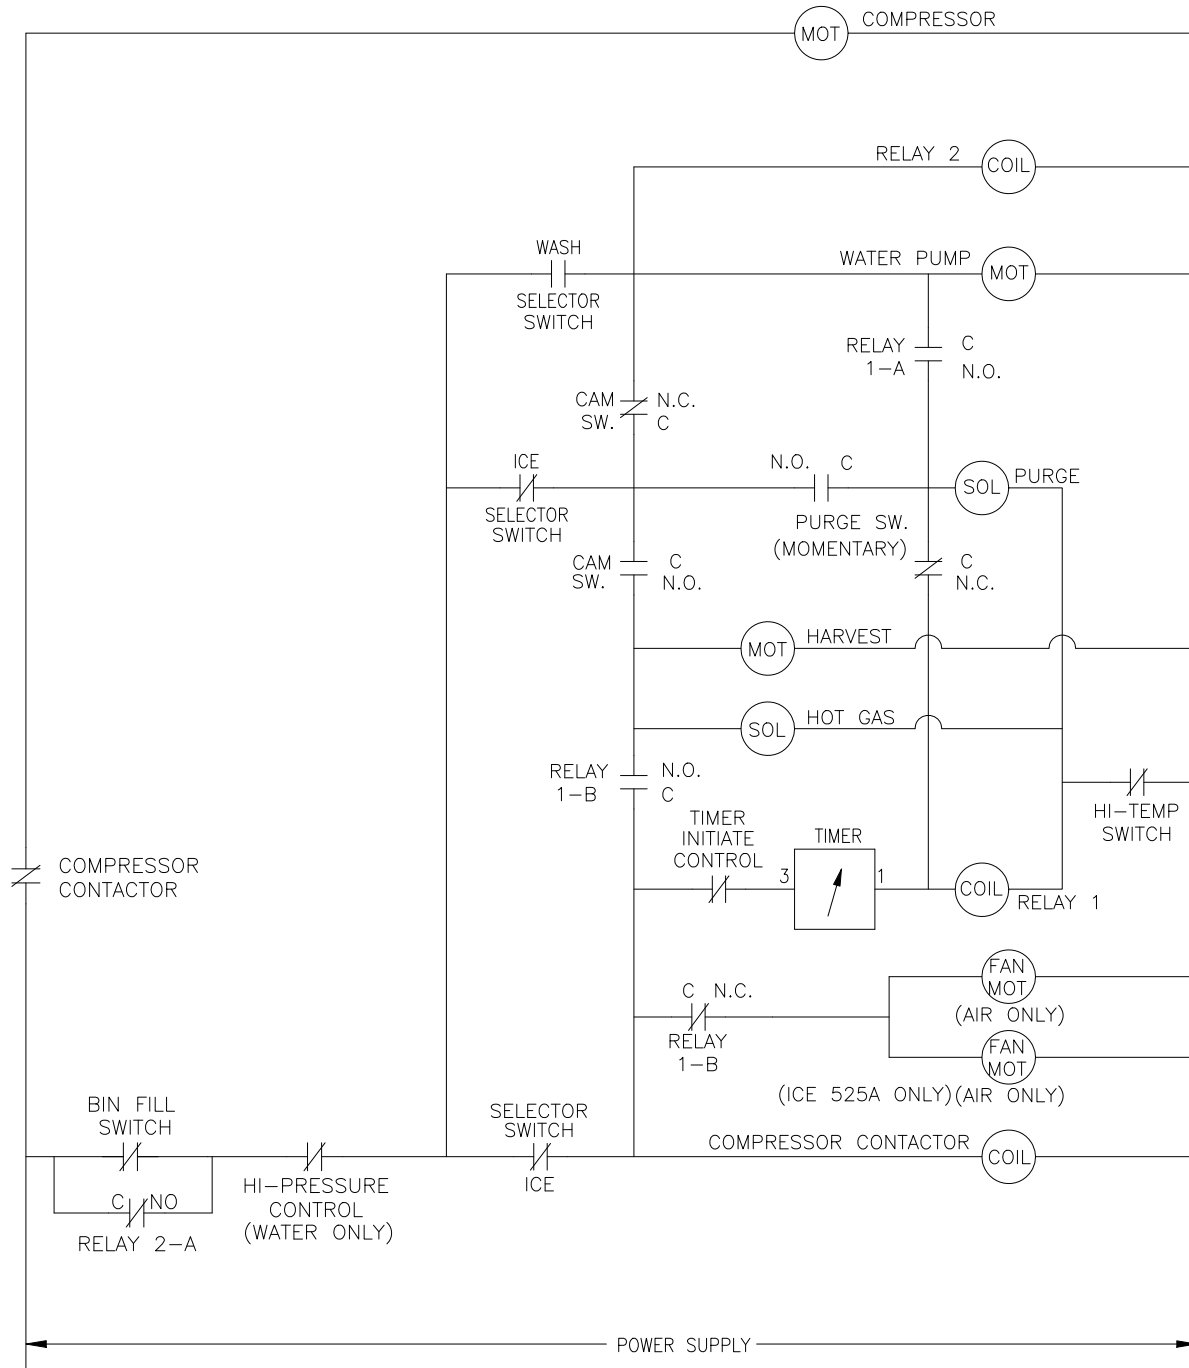 COMPRESSOR
MOT
RELAY 2
COIL
WASH
SELECTOR
SWITCH
WATER PUMP
MOT
RELAY
1-A
C
N.O.
CAM
SW.
N.C.
C
ICE
SELECTOR
SWITCH
N.O. C
PURGE SW.
(MOMENTARY)
SOL
PURGE
CAM
SW.
C
N.O.
C
N.C.
MOT
HARVEST
SOL
HOT GAS
RELAY
1-B
N.O.
C
HI-TEMP
SWITCH
TIMER
INITIATE
CONTROL
TIMER
3
1
COIL
RELAY 1
COMPRESSOR
CONTACTOR
C N.C.
RELAY
1-B
FAN
MOT
(AIR ONLY)
FAN
MOT
(ICE 525A ONLY)
(AIR ONLY)
BIN FILL
SWITCH
C NO
RELAY 2-A
HI-PRESSURE
CONTROL
(WATER ONLY)
SELECTOR
SWITCH
ICE
COMPRESSOR CONTACTOR
COIL
POWER SUPPLY